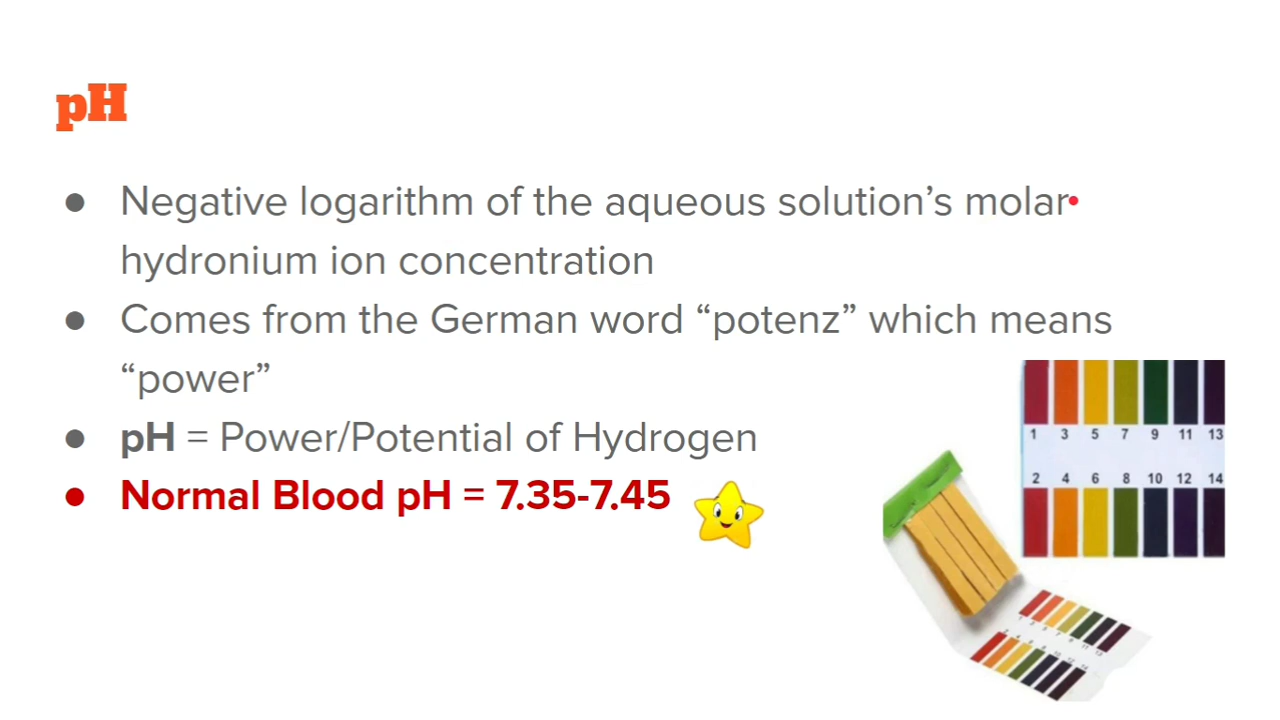 pH
● Negative logarithm of the aqueous solution’s molar
hydronium ion concentration
● Comes from the German word “potenz” which means
“power”
● pH = Power/Potential of Hydrogen
● Normal Blood pH = 7.35-7.45
1 3 5 7 9 11 13
2 4 6 8 10 12 14